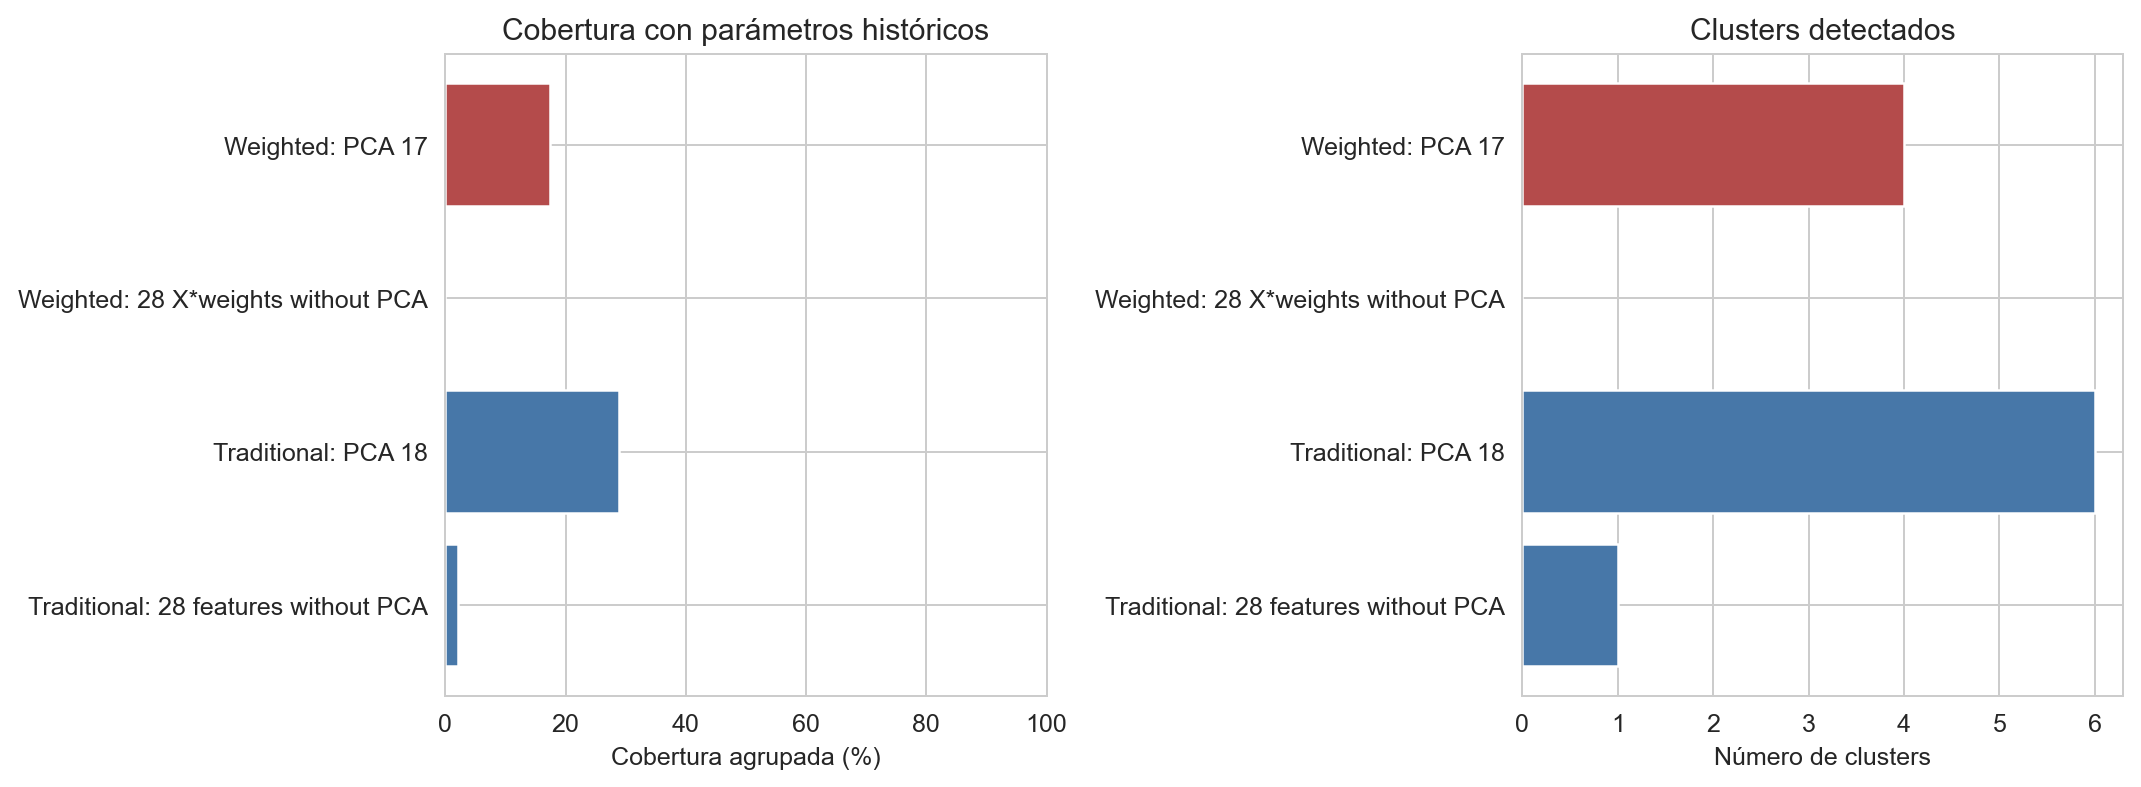 Cobertura con parámetros históricos
Weighted: PCA 17
Weighted: 28 X*weights without PCA
Traditional: PCA 18
Traditional: 28 features without PCA
0 20 40 60 80 100
Cobertura agrupada (%)
Clusters detectados
Weighted: PCA 17
Weighted: 28 X*weights without PCA
Traditional: PCA 18
Traditional: 28 features without PCA
0 1 2 3 4 5 6
Número de clusters